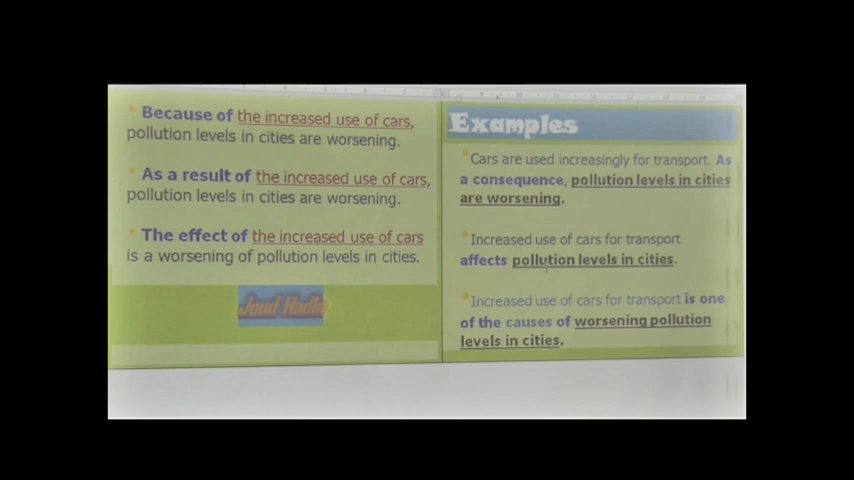 * Because of the increased use of cars,
pollution levels in cities are worsening.
* As a result of the increased use of cars,
pollution levels in cities are worsening.
* The effect of the increased use of cars
is a worsening of pollution levels in cities.
Joud Hadla
Examples
* Cars are used increasingly for transport. As
a consequence, pollution levels in cities
are worsening.
* Increased use of cars for transport
affects pollution levels in cities.
* Increased use of cars for transport is one
of the causes of worsening pollution
levels in cities.